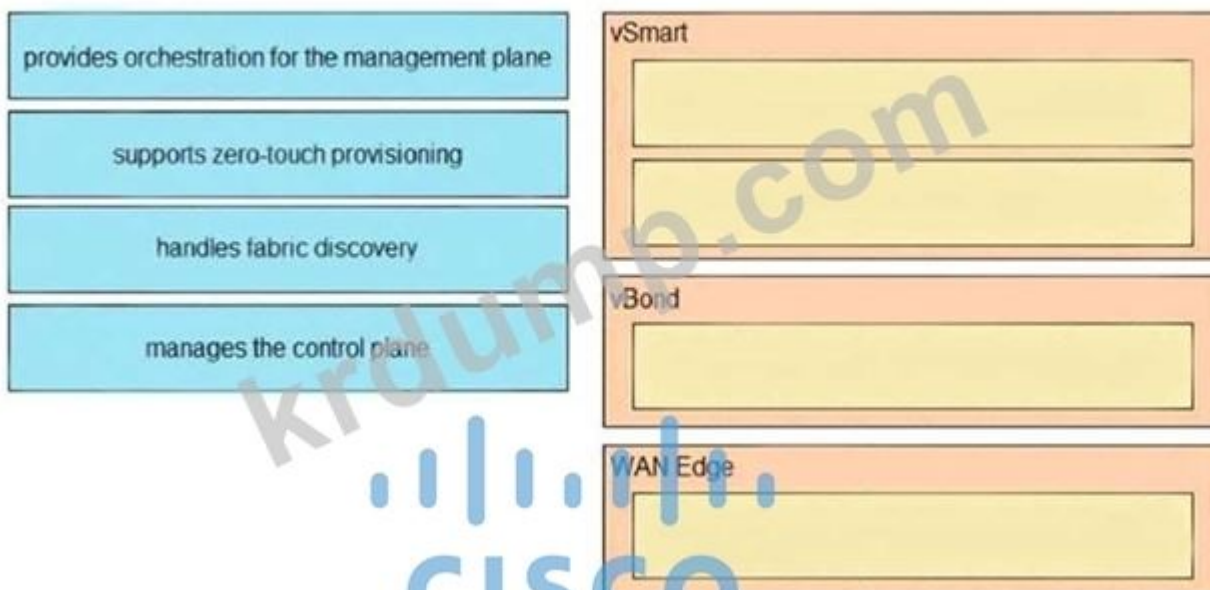 provides orchestration for the management plane
supports zero-touch provisioning
handles fabric discovery
manages the control plane
vSmart
vBond
WAN Edge
krdump.com
CISCO